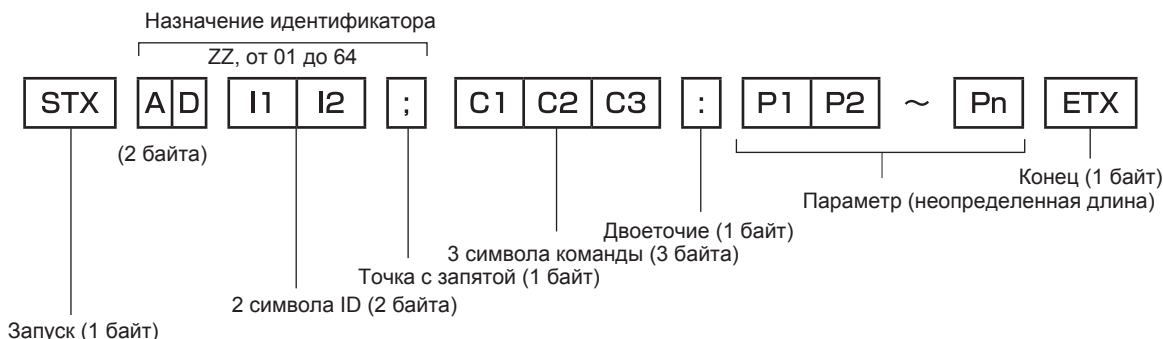 Назначение идентификатора
ZZ, от 01 до 64
STX A D I1 I2 ; C1 C2 C3 : P1 P2 ~ Pn ETX
(2 байта)
Конец (1 байт)
Параметр (неопределенная длина)
Двоеточие (1 байт)
3 символа команды (3 байта)
Точка с запятой (1 байт)
2 символа ID (2 байта)
Запуск (1 байт)